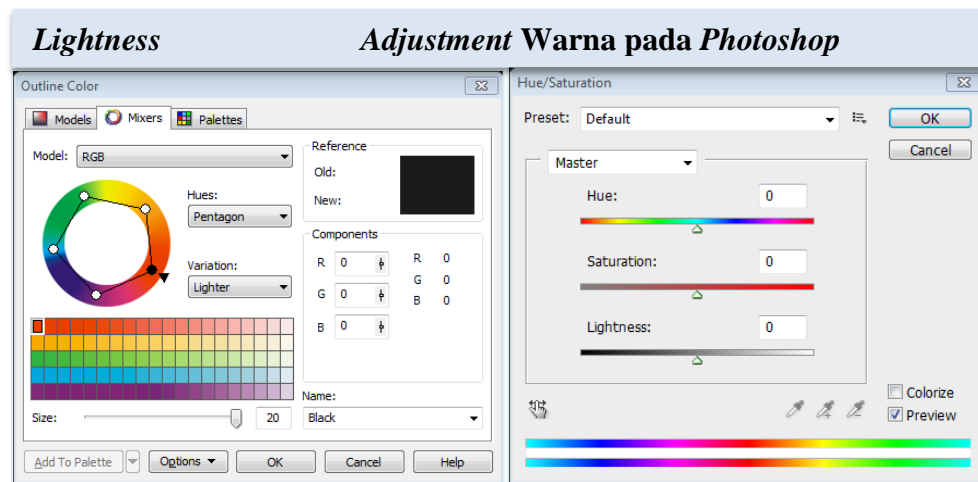 Lightness Adjustment Warna pada Photoshop
Outline Color
Models Mixers Palettes
Model: RGB
Hues:
Pentagon
Variation:
Lighter
Size: 20
Reference
Old:
New:
Components
R 0 R 0
G 0 G 0
B 0 B 0
Name:
Black
Add To Palette Options OK Cancel Help
Hue/Saturation
Preset: Default OK
Cancel
Master
Hue: 0
Saturation: 0
Lightness: 0
Colorize
Preview